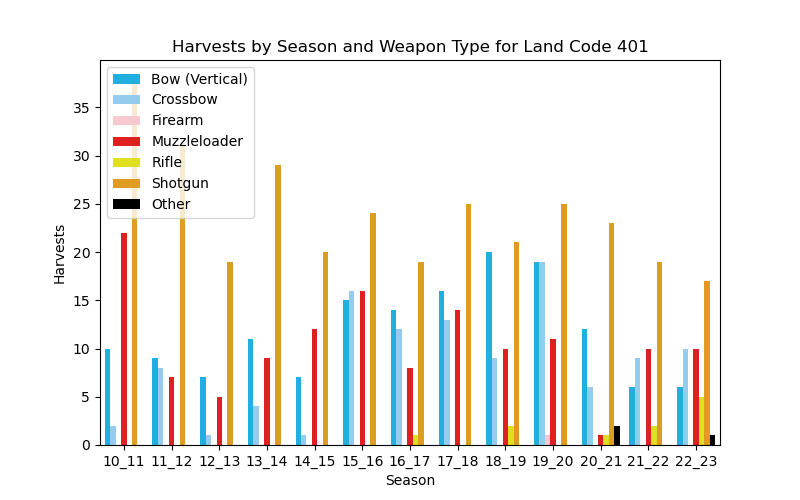 Harvests by Season and Weapon Type for Land Code 401
Bow (Vertical)
Crossbow
Firearm
Muzzleloader
Rifle
Shotgun
Other
Harvests
35
30
25
20
15
10
5
0
10_11 11_12 12_13 13_14 14_15 15_16 16_17 17_18 18_19 19_20 20_21 21_22 22_23
Season